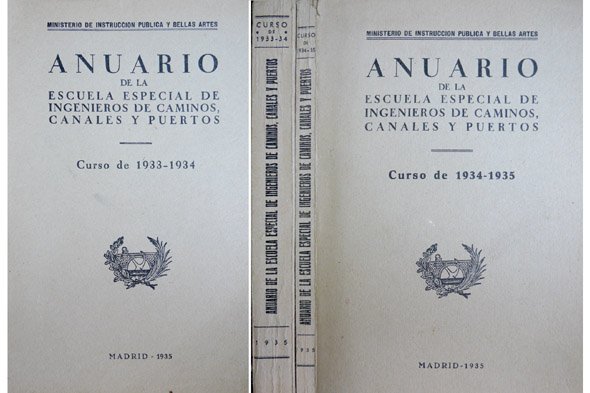 MINISTERIO DE INSTRUCCION PUBLICA Y BELLAS ARTES
ANUARIO
DE LA
ESCUELA ESPECIAL DE
INGENIEROS DE CAMINOS,
CANALES Y PUERTOS
Curso de 1933-1934
MADRID - 1935
CURSO
DE
1933-34
ANUARIO DE LA ESCUELA ESPECIAL DE INGENIEROS DE CAMINOS, CANALES Y PUERTOS
1935
CURSO
DE
1934-35
ANUARIO DE LA ESCUELA ESPECIAL DE INGENIEROS DE CAMINOS, CANALES Y PUERTOS
1935
MINISTERIO DE INSTRUCCION PUBLICA Y BELLAS ARTES
ANUARIO
DE LA
ESCUELA ESPECIAL DE
INGENIEROS DE CAMINOS,
CANALES Y PUERTOS
Curso de 1934-1935
MADRID-1935